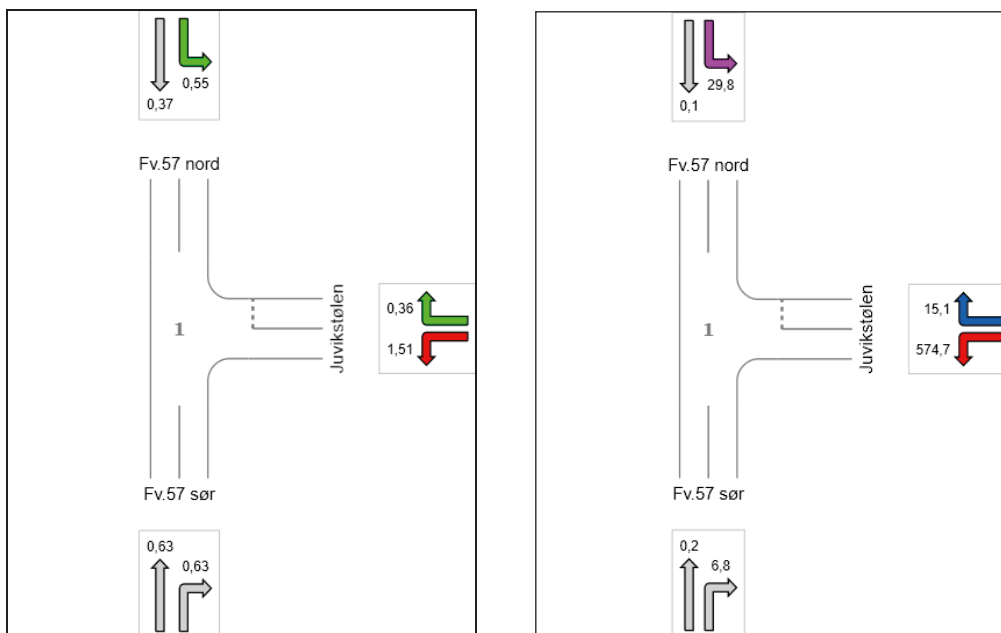 0,55
0,37
Fv.57 nord
0,36
1
Juvikstølen
1,51
Fv.57 sør
0,63
0,63
29,8
0,1
Fv.57 nord
15,1
1
Juvikstølen
574,7
Fv.57 sør
0,2
6,8